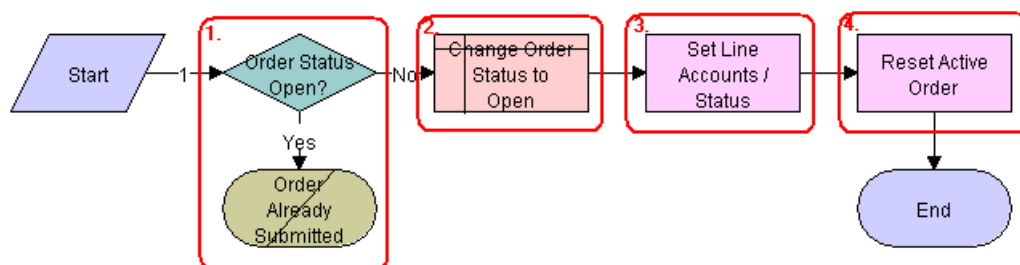 Start
1
1.
Order Status
Open?
Yes
Order
Already
Submitted
No
2.
Change Order
Status to
Open
3.
Set Line
Accounts /
Status
4.
Reset Active
Order
End